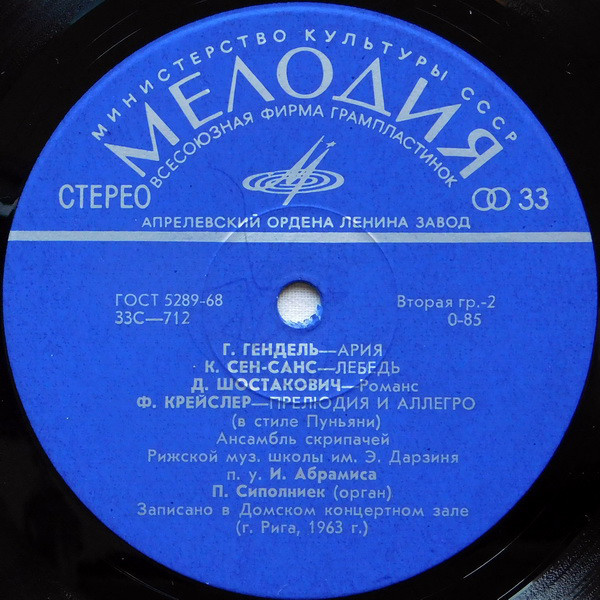 МИНИСТЕРСТВО КУЛЬТУРЫ СССР
МЕЛОДИЯ
ВСЕСОЮЗНАЯ ФИРМА ГРАМПЛАСТИНОК
СТЕРЕО
33
АПРЕЛЕВСКИЙ ОРДЕНА ЛЕНИНА ЗАВОД
ГОСТ 5289-68
Вторая гр.-2
33С—712
0-85
Г. ГЕНДЕЛЬ—АРИЯ
К. СЕН-САНС—ЛЕБЕДЬ
Д. ШОСТАКОВИЧ—Романс
Ф. КРЕЙСЛЕР—ПРЕЛЮДИЯ И АЛЛЕГРО
(в стиле Пуньяни)
Ансамбль скрипачей
Рижской муз. школы им. Э. Дарзиня
п. у. И. Абрамиса
П. Сиполниек (орган)
Записано в Домском концертном зале
(г. Рига, 1963 г.)